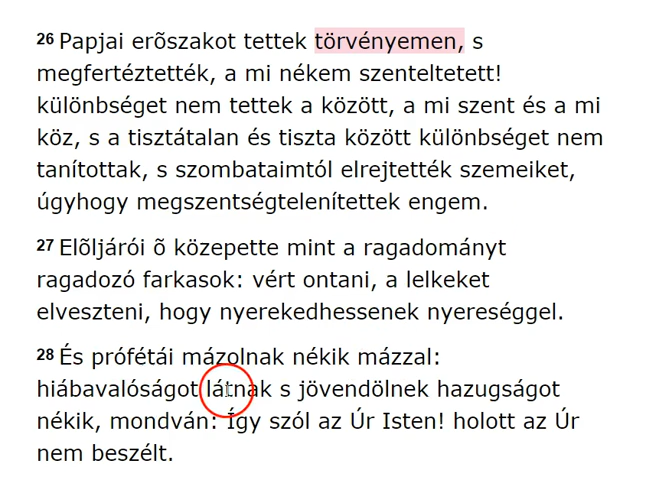 26 Papjai erõszakot tettek törvényemen, s
megfertéztették, a mi nékem szenteltetett!
különbséget nem tettek a között, a mi szent és a mi
köz, s a tisztátalan és tiszta között különbséget nem
tanítottak, s szombataimtól elrejtették szemeiket,
úgyhogy megszentségtelenítettek engem.
27 Elõljárói õ közepette mint a ragadományt
ragadozó farkasok: vért ontani, a lelkeket
elveszteni, hogy nyerekedhessenek nyereséggel.
28 És prófétái mázolnak nékik mázzal:
hiábavalóságot látnak s jövendölnek hazugságot
nékik, mondván: Így szól az Úr Isten! holott az Úr
nem beszélt.